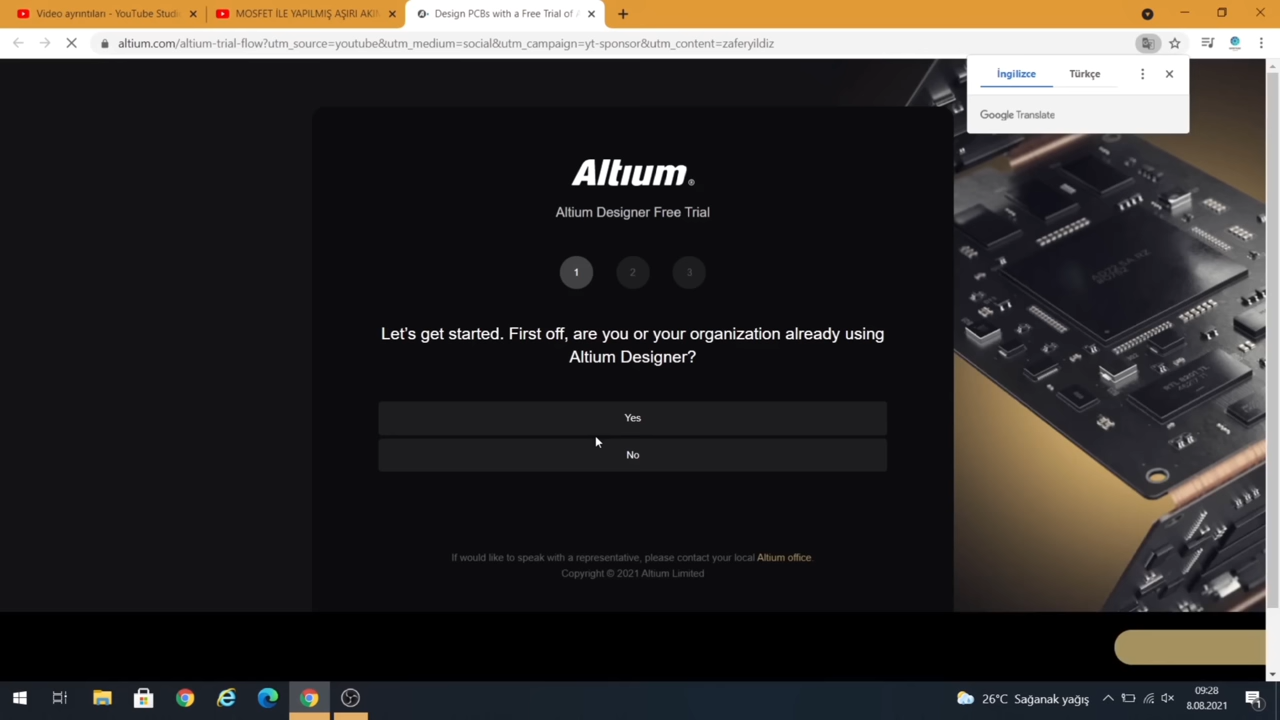 Video ayrıntıları - YouTube Studi
MOSFET İLE YAPILMIŞ AŞIRI AKI
Design PCBs with a Free Trial of
altium.com/altium-trial-flow?utm_source=youtube&utm_medium=social&utm_campaign=yt-sponsor&utm_content=zaferyildiz
İngilizce
Türkçe
Google Translate
Altium®
Altium Designer Free Trial
1 2 3
Let's get started. First off, are you or your organization already using
Altium Designer?
Yes
No
If would like to speak with a representative, please contact your local Altium office.
Copyright © 2021 Altium Limited
26°C Sağanak yağış
09:28
8.08.2021
1